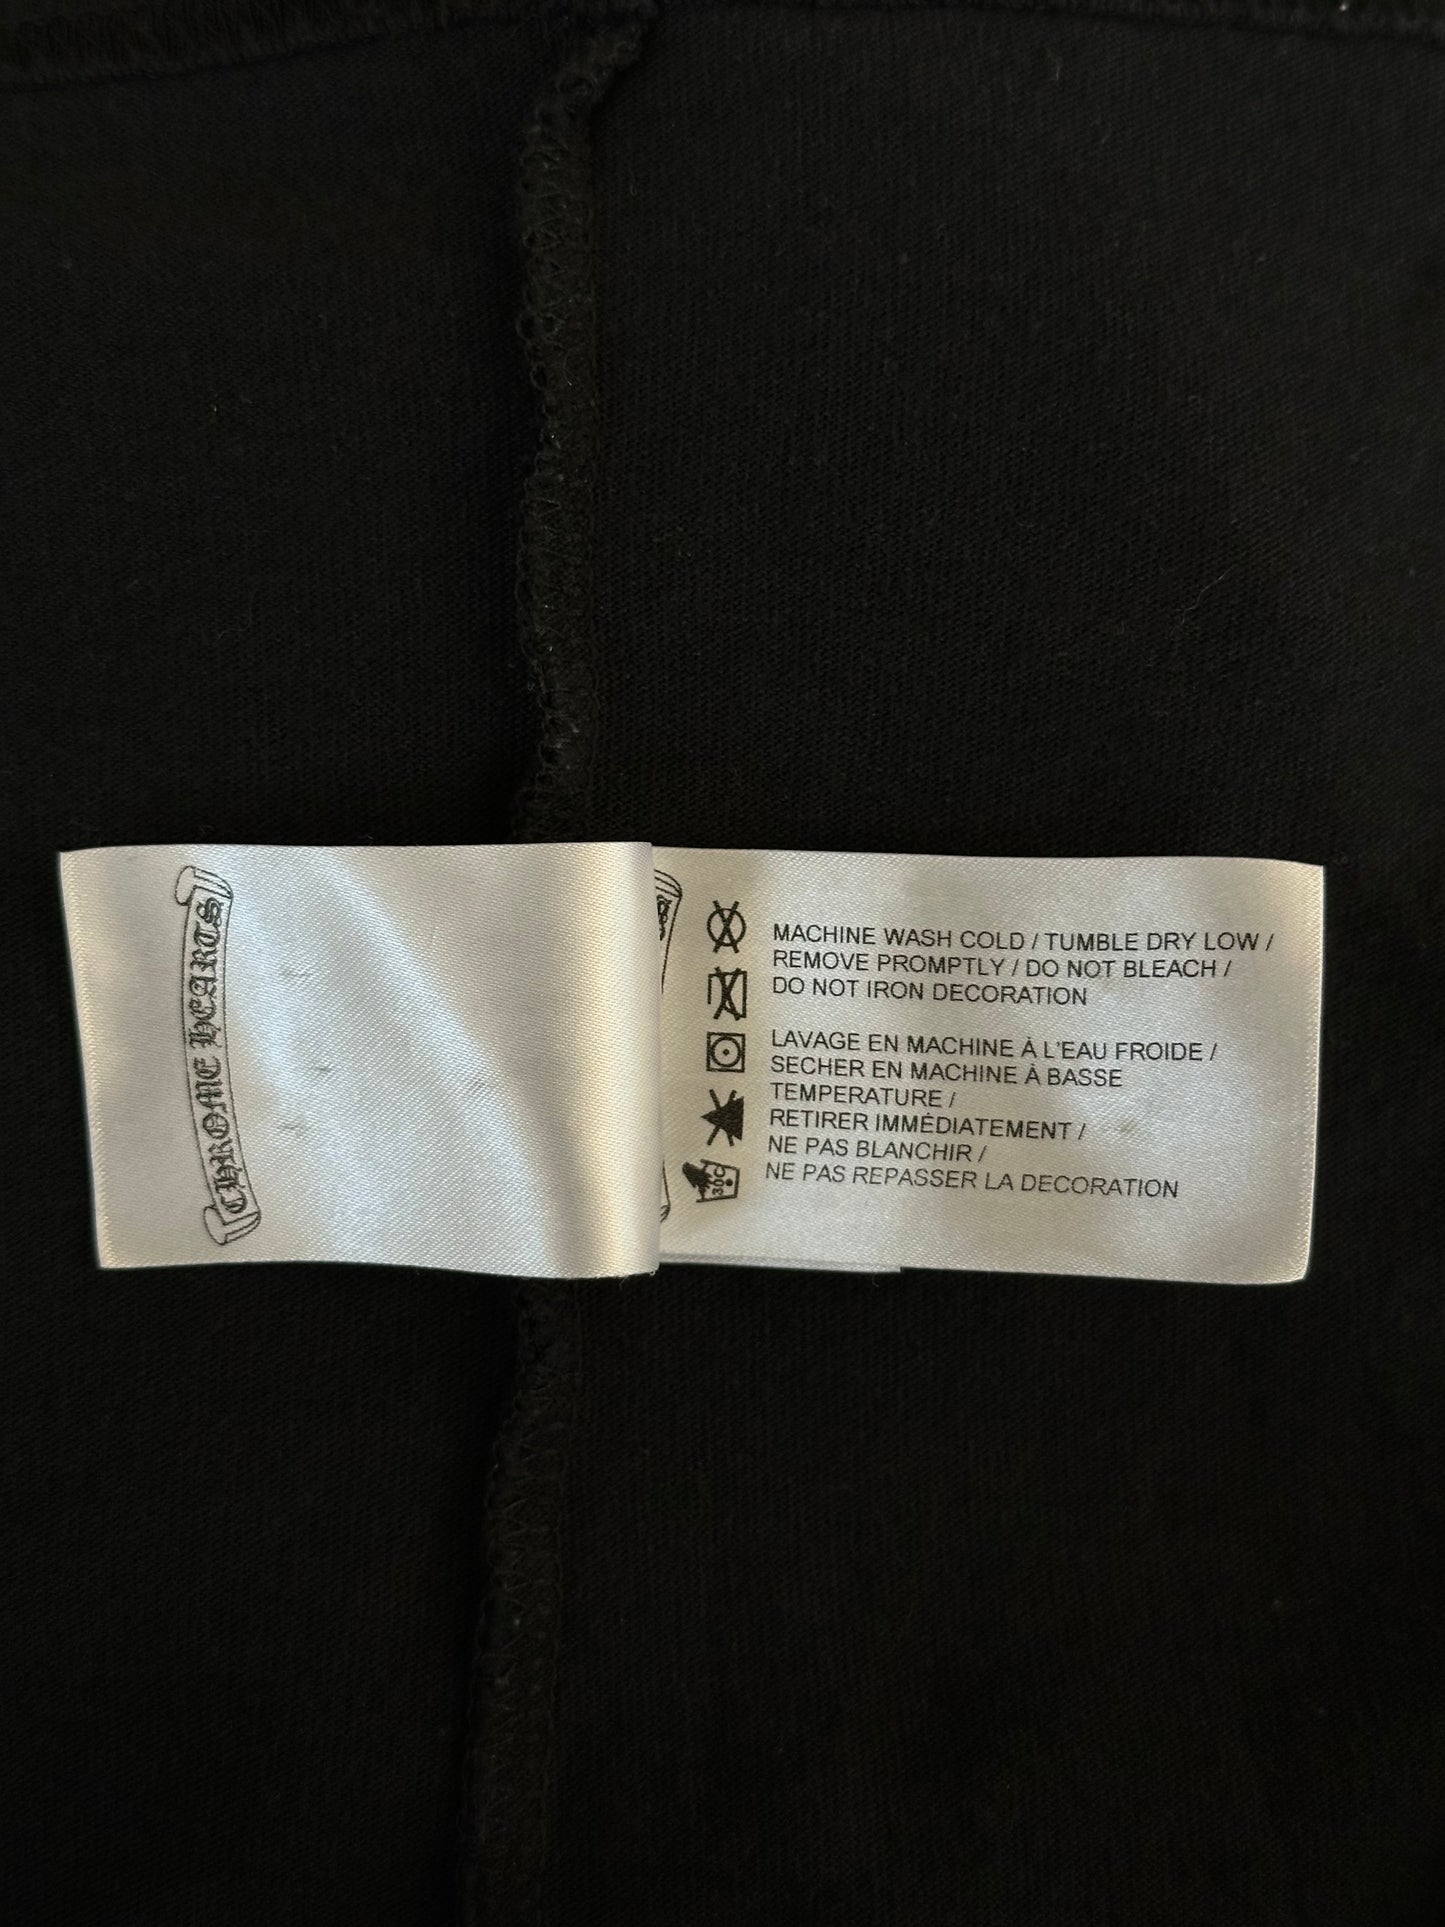 CHROME HEARTS
MACHINE WASH COLD / TUMBLE DRY LOW /
REMOVE PROMPTLY / DO NOT BLEACH /
DO NOT IRON DECORATION
LAVAGE EN MACHINE À L'EAU FROIDE /
SECHER EN MACHINE À BASSE
TEMPERATURE /
RETIRER IMMÉDIATEMENT /
NE PAS BLANCHIR /
NE PAS REPASSER LA DECORATION
30C